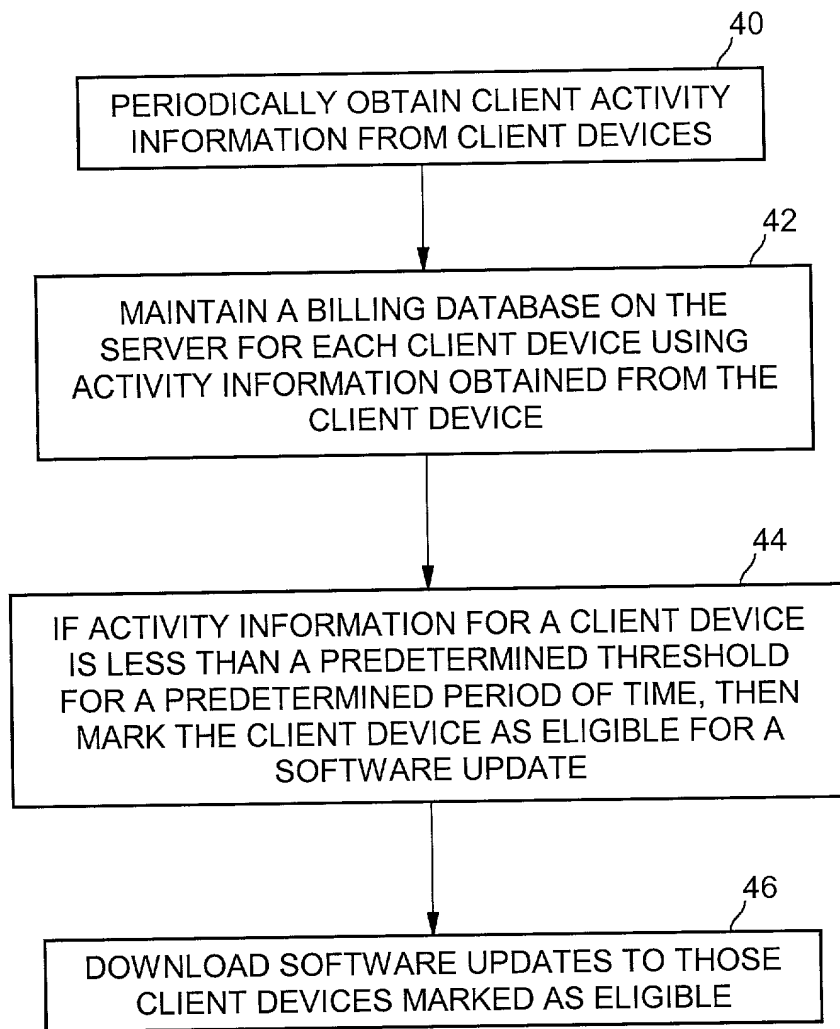 40
PERIODICALLY OBTAIN CLIENT ACTIVITY
INFORMATION FROM CLIENT DEVICES
42
MAINTAIN A BILLING DATABASE ON THE
SERVER FOR EACH CLIENT DEVICE USING
ACTIVITY INFORMATION OBTAINED FROM THE
CLIENT DEVICE
44
IF ACTIVITY INFORMATION FOR A CLIENT DEVICE
IS LESS THAN A PREDETERMINED THRESHOLD
FOR A PREDETERMINED PERIOD OF TIME, THEN
MARK THE CLIENT DEVICE AS ELIGIBLE FOR A
SOFTWARE UPDATE
46
DOWNLOAD SOFTWARE UPDATES TO THOSE
CLIENT DEVICES MARKED AS ELIGIBLE